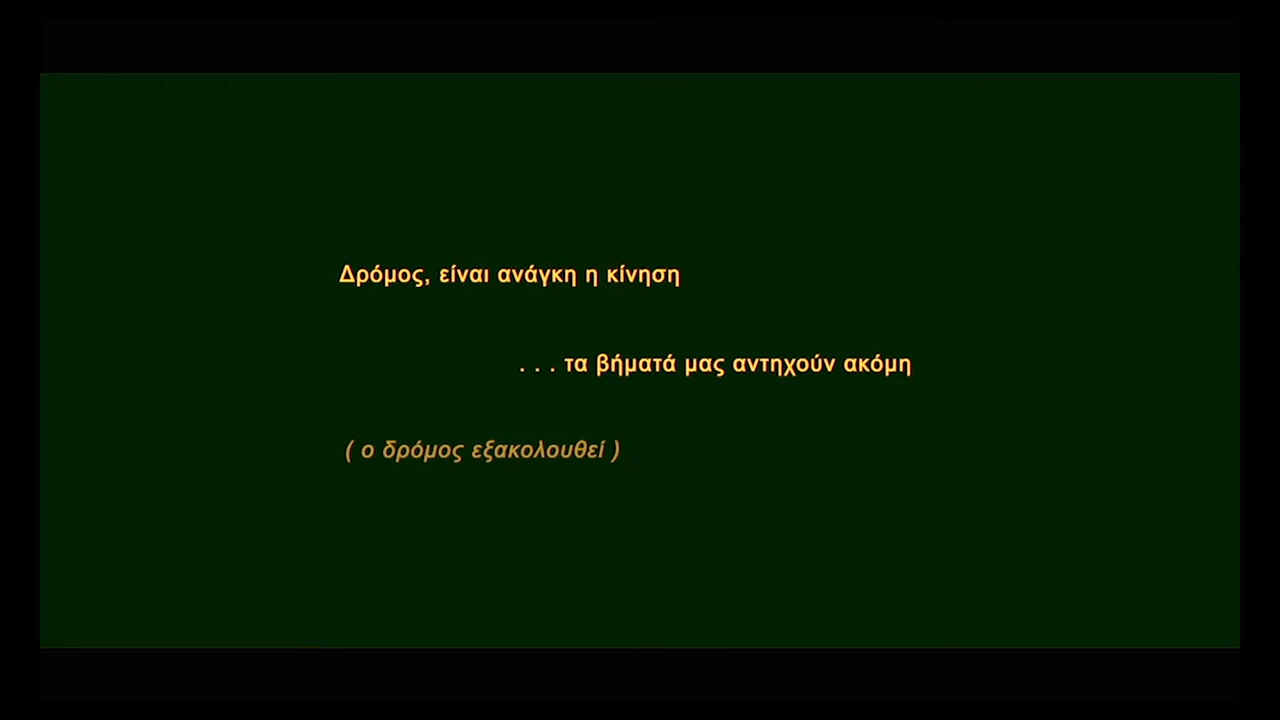 Δρόμος, είναι ανάγκη η κίνηση
. . . τα βήματά μας αντηχούν ακόμη
( ο δρόμος εξακολουθεί )